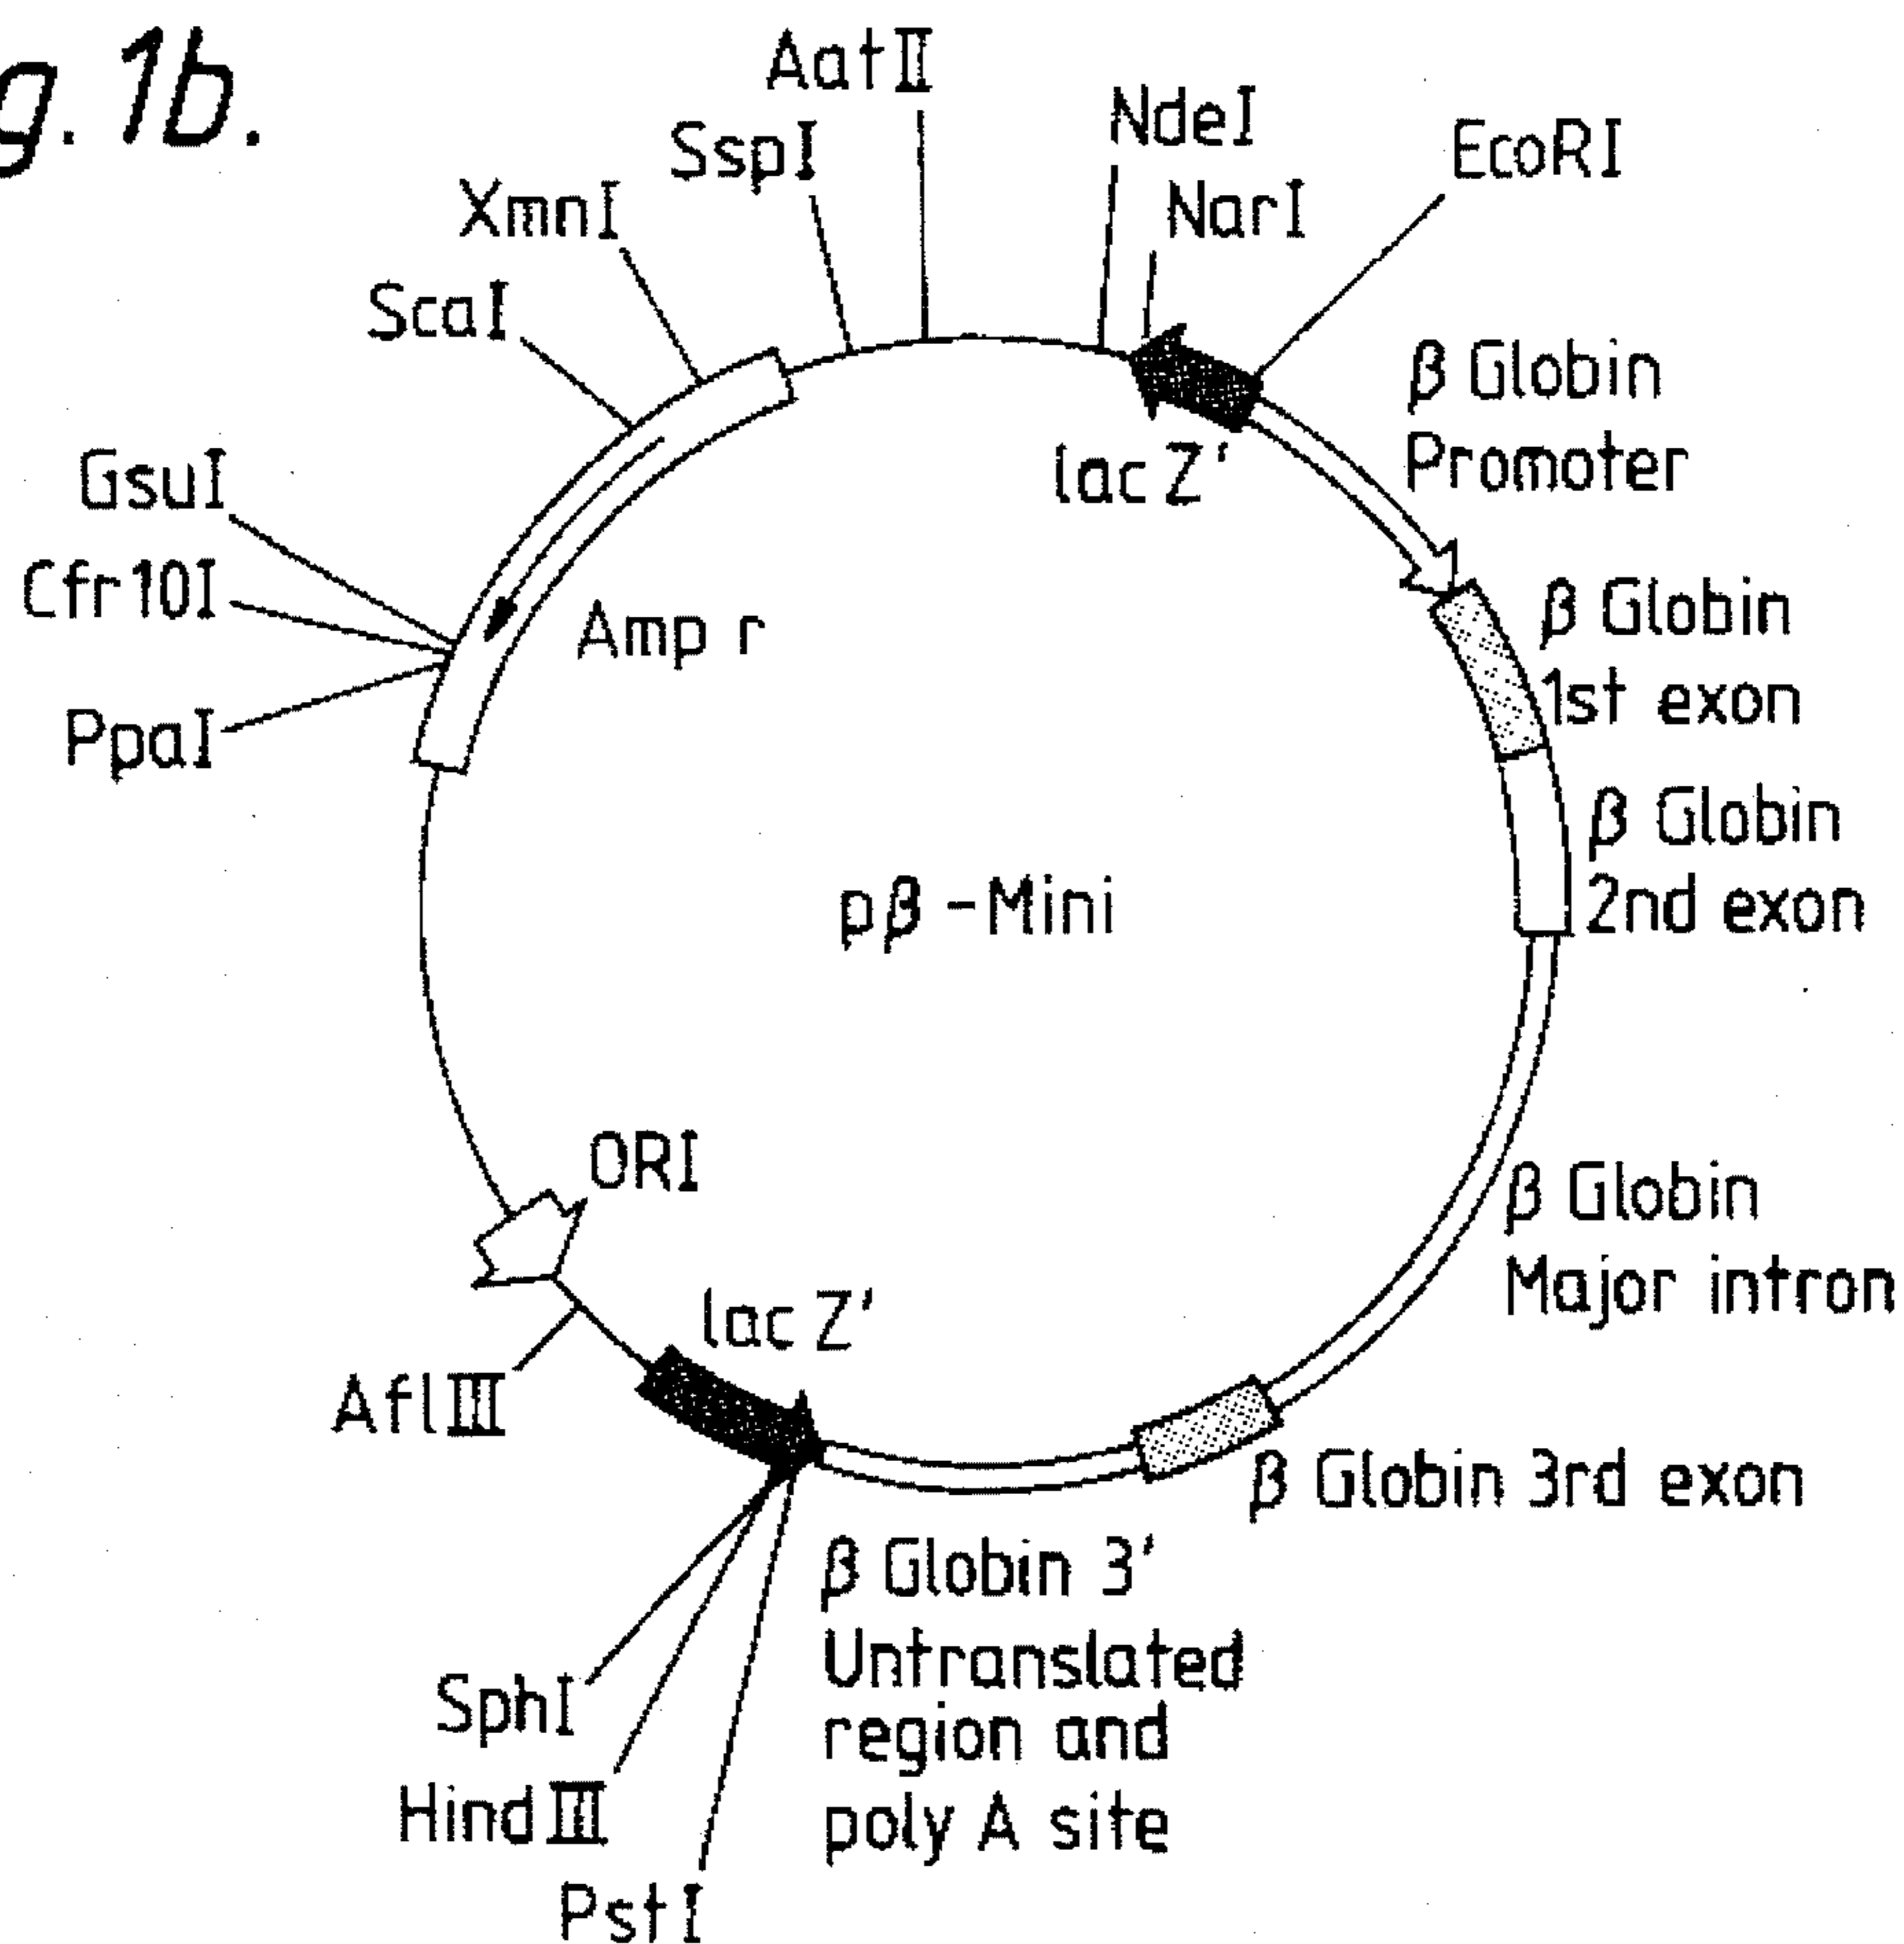 g. 1b.
AatII
NdeI
EcoRI
SspI
XmnI
NarI
ScaI
β Globin
Promoter
lac Z'
GsuI
Cfr10I
PpaI
Amp r
β Globin
1st exon
β Globin
2nd exon
pβ-Mini
β Globin
Major intron
ORI
lac Z'
AflIII
β Globin 3rd exon
β Globin 3'
Untranslated
region and
poly A site
SphI
HindIII
PstI